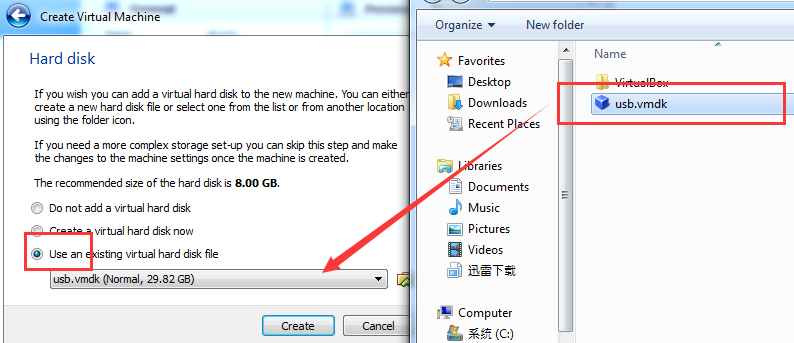 Create Virtual Machine
Hard disk
If you wish you can add a virtual hard disk to the new machine. You can either
create a new hard disk file or select one from the list or from another location
using the folder icon.
If you need a more complex storage set-up you can skip this step and make
the changes to the machine settings once the machine is created.
The recommended size of the hard disk is 8.00 GB.
Do not add a virtual hard disk
Create a virtual hard disk now
Use an existing virtual hard disk file
usb.vmdk (Normal, 29.82 GB)
Create
Cancel
Organize
New folder
Favorites
Desktop
Downloads
Recent Places
Libraries
Documents
Music
Pictures
Videos
迅雷下载
Computer
系统 (C:)
Name
VirtualBox
usb.vmdk